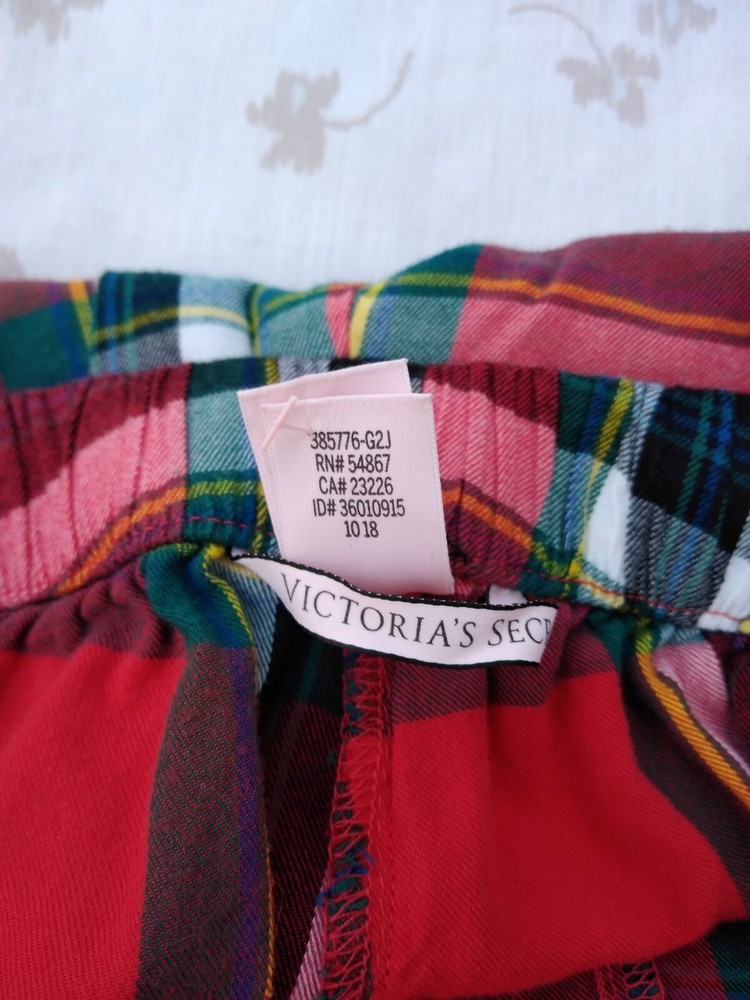 385776-G2J
RN# 54867
CA# 23226
ID# 36010915
10 18
VICTORIA'S SECR